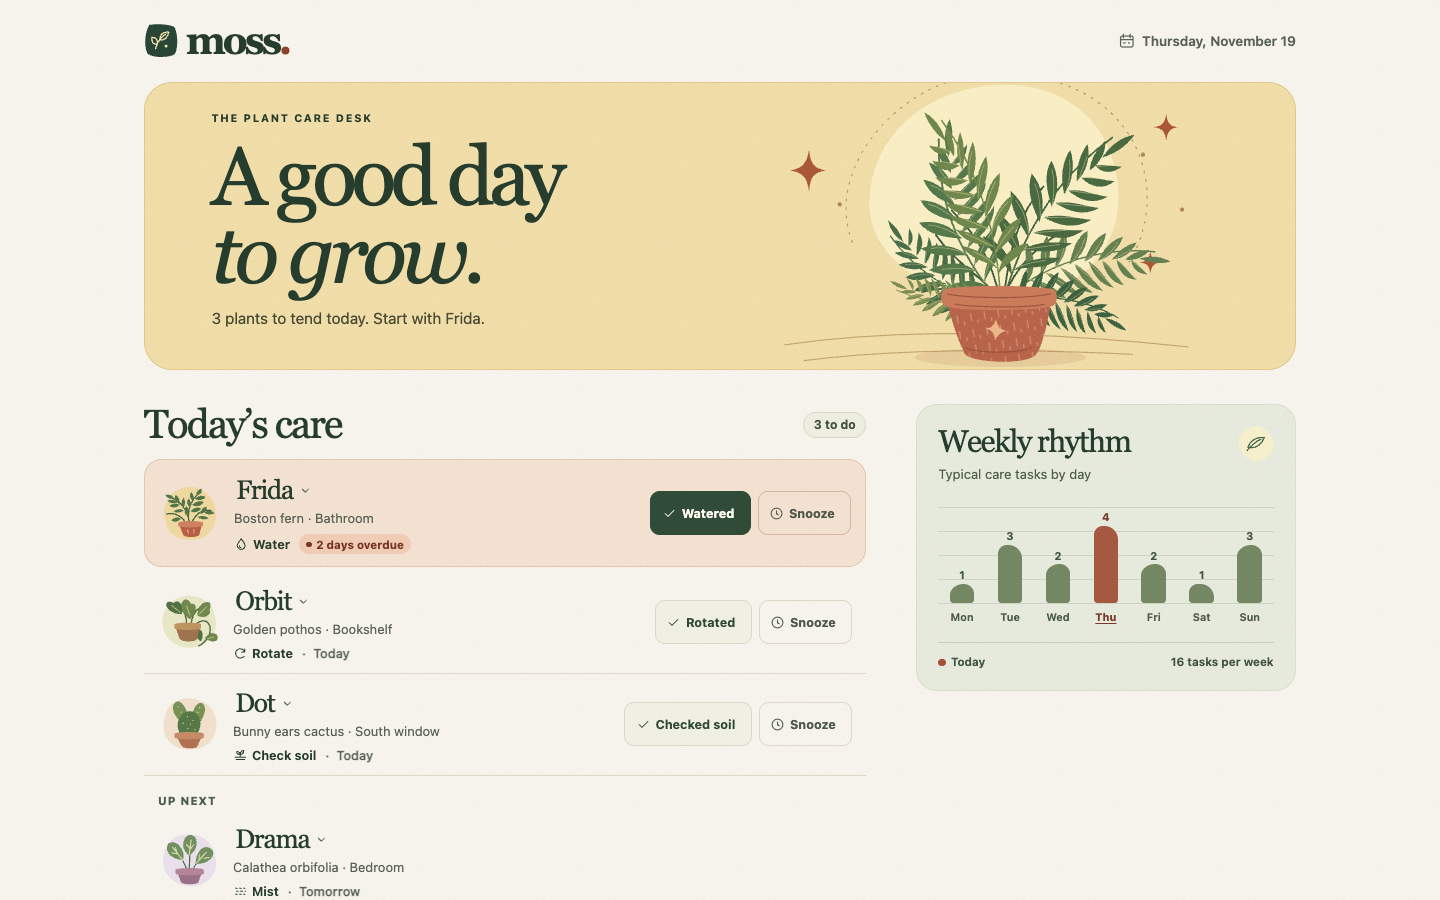 moss.
Thursday, November 19
THE PLANT CARE DESK
A good day
to grow.
3 plants to tend today. Start with Frida.
Today’s care
3 to do
Frida
Boston fern · Bathroom
Water 2 days overdue
Watered
Snooze
Orbit
Golden pothos · Bookshelf
Rotate · Today
Rotated
Snooze
Dot
Bunny ears cactus · South window
Check soil · Today
Checked soil
Snooze
UP NEXT
Drama
Calathea orbifolia · Bedroom
Mist · Tomorrow
Weekly rhythm
Typical care tasks by day
1 3 2 4 2 1 3
Mon Tue Wed Thu Fri Sat Sun
Today 16 tasks per week